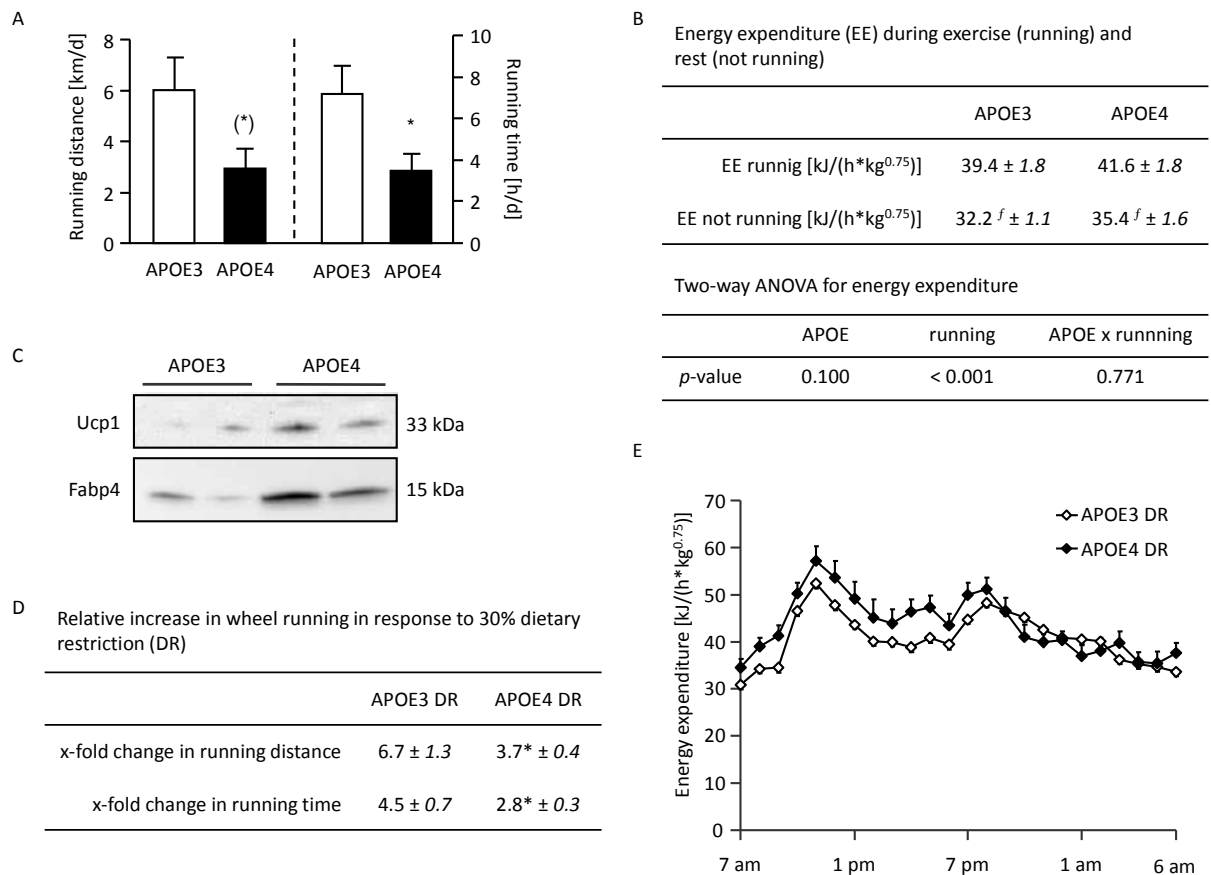 A
Running distance [km/d]
8
6
4
2
0
(*)
*
10
8
6
4
2
0
Running time [h/d]
APOE3 APOE4 APOE3 APOE4
B
Energy expenditure (EE) during exercise (running) and
rest (not running)
APOE3 APOE4
EE runnig [kJ/(h*kg0.75)] 39.4 ± 1.8 41.6 ± 1.8
EE not running [kJ/(h*kg0.75)] 32.2 f ± 1.1 35.4 f ± 1.6
Two-way ANOVA for energy expenditure
APOE running APOE x runnning
p-value 0.100 < 0.001 0.771
C
APOE3 APOE4
Ucp1 33 kDa
Fabp4 15 kDa
D
Relative increase in wheel running in response to 30% dietary
restriction (DR)
APOE3 DR APOE4 DR
x-fold change in running distance 6.7 ± 1.3 3.7* ± 0.4
x-fold change in running time 4.5 ± 0.7 2.8* ± 0.3
E
Energy expenditure [kJ/(h*kg0.75)]
70
60
50
40
30
20
10
0
APOE3 DR
APOE4 DR
7 am 1 pm 7 pm 1 am 6 am